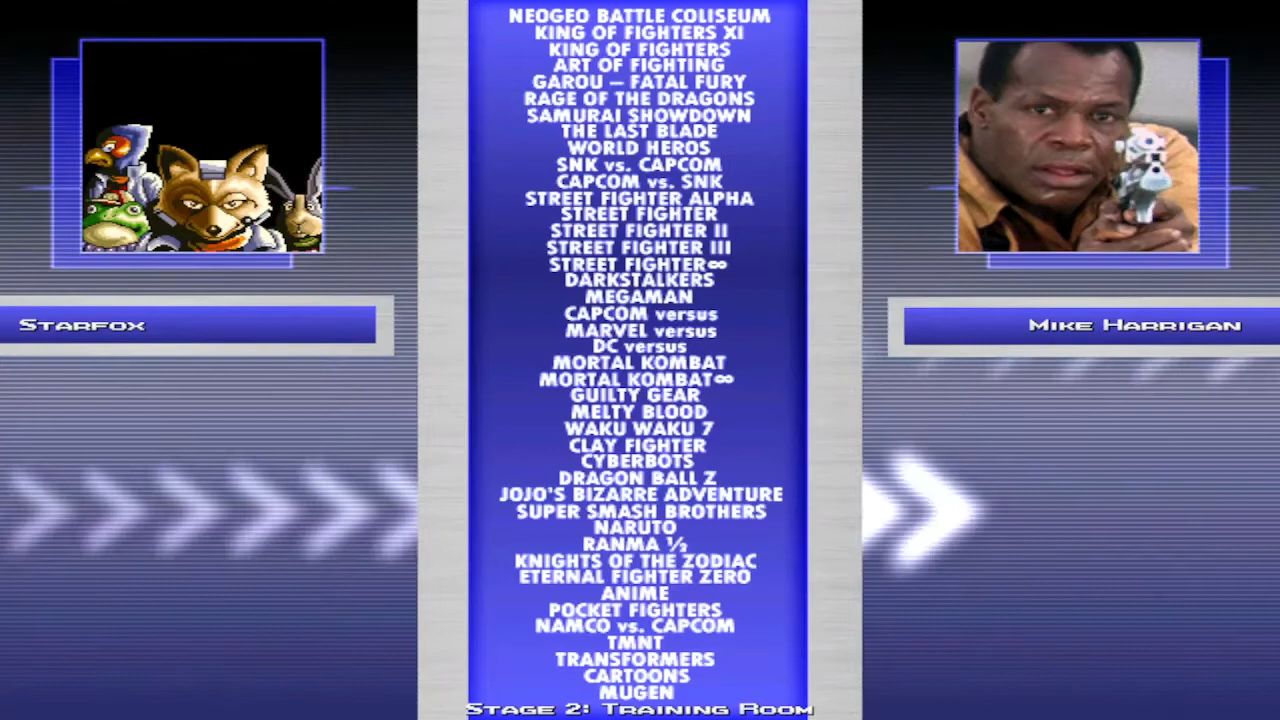 NEOGEO BATTLE COLISEUM
KING OF FIGHTERS XI
KING OF FIGHTERS
ART OF FIGHTING
GAROU – FATAL FURY
RAGE OF THE DRAGONS
SAMURAI SHOWDOWN
THE LAST BLADE
WORLD HEROS
SNK vs. CAPCOM
CAPCOM vs. SNK
STREET FIGHTER ALPHA
STREET FIGHTER
STREET FIGHTER II
STREET FIGHTER III
STREET FIGHTER∞
DARKSTALKERS
MEGAMAN
CAPCOM versus
MARVEL versus
DC versus
MORTAL KOMBAT
MORTAL KOMBAT∞
GUILTY GEAR
MELTY BLOOD
WAKU WAKU 7
CLAY FIGHTER
CYBERBOTS
DRAGON BALL Z
JOJO'S BIZARRE ADVENTURE
SUPER SMASH BROTHERS
NARUTO
RANMA ½
KNIGHTS OF THE ZODIAC
ETERNAL FIGHTER ZERO
ANIME
POCKET FIGHTERS
NAMCO vs. CAPCOM
TMNT
TRANSFORMERS
CARTOONS
MUGEN
Starfox
Mike Harrigan
Stage 2: Training Room